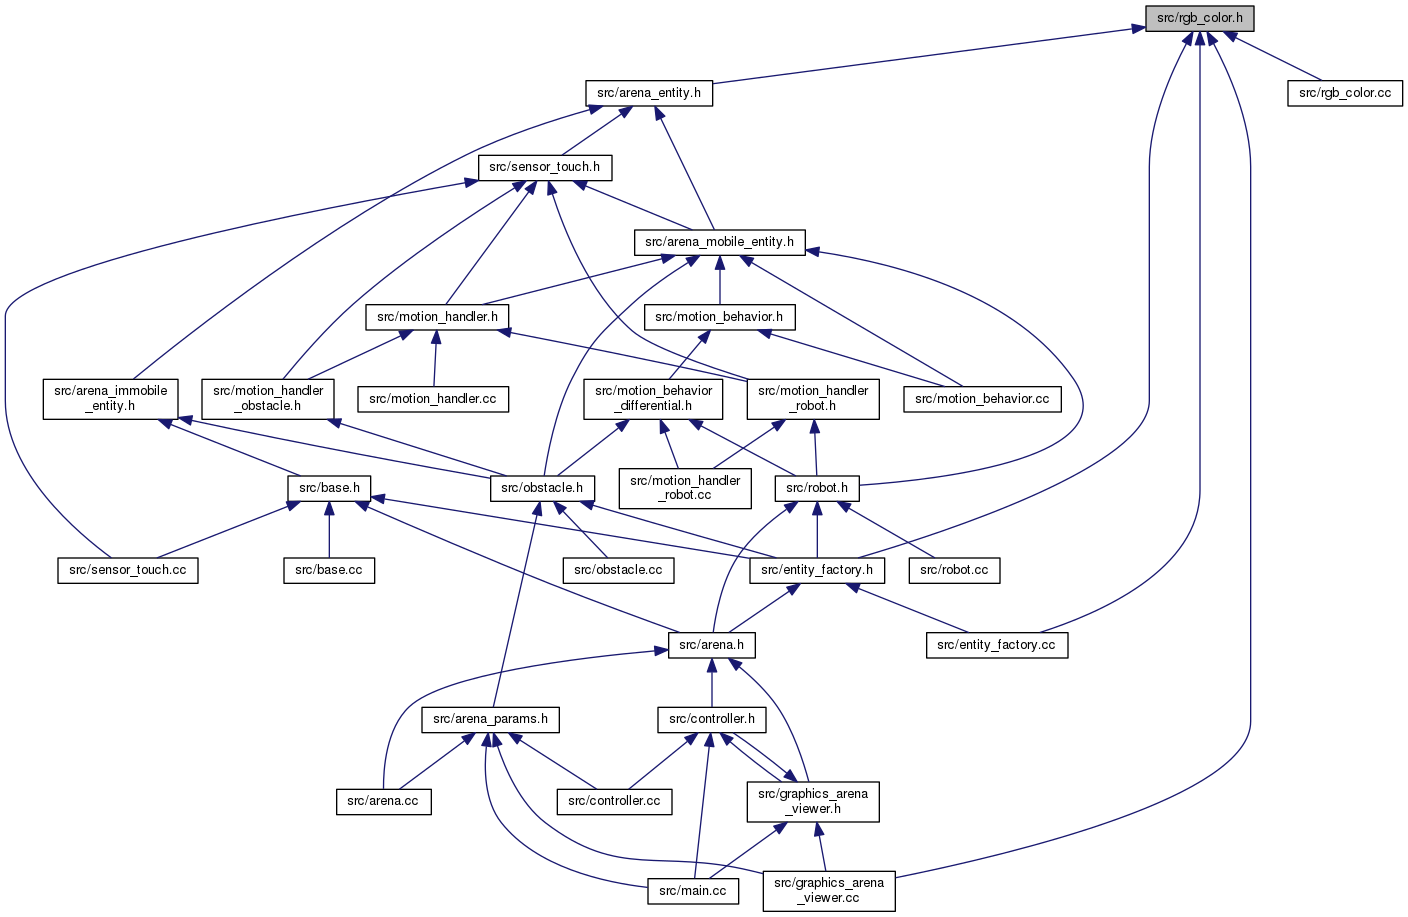 src/rgb_color.h
src/arena_entity.h
src/rgb_color.cc
src/sensor_touch.h
src/arena_mobile_entity.h
src/motion_handler.h
src/motion_behavior.h
src/arena_immobile
_entity.h
src/motion_handler
_obstacle.h
src/motion_handler.cc
src/motion_behavior
_differential.h
src/motion_handler
_robot.h
src/motion_behavior.cc
src/base.h
src/obstacle.h
src/motion_handler
_robot.cc
src/robot.h
src/sensor_touch.cc
src/base.cc
src/obstacle.cc
src/entity_factory.h
src/robot.cc
src/arena.h
src/entity_factory.cc
src/arena_params.h
src/controller.h
src/arena.cc
src/controller.cc
src/graphics_arena
_viewer.h
src/main.cc
src/graphics_arena
_viewer.cc